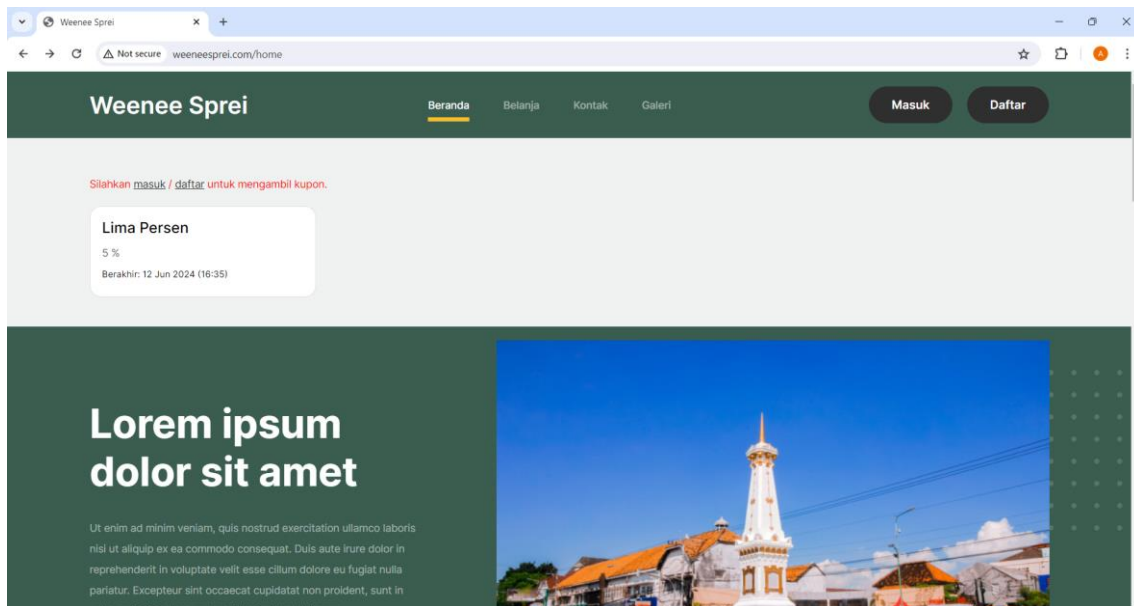 Weenee Sprei
Not secure weeneesprei.com/home
A
Weenee Sprei
Beranda Belanja Kontak Galeri
Masuk Daftar
Silahkan masuk / daftar untuk mengambil kupon.
Lima Persen
5 %
Berakhir: 12 Jun 2024 (16:35)
Lorem ipsum
dolor sit amet
Ut enim ad minim veniam, quis nostrud exercitation ullamco laboris
nisi ut aliquip ex ea commodo consequat. Duis aute irure dolor in
reprehenderit in voluptate velit esse cillum dolore eu fugiat nulla
pariatur. Excepteur sint occaecat cupidatat non proident, sunt in